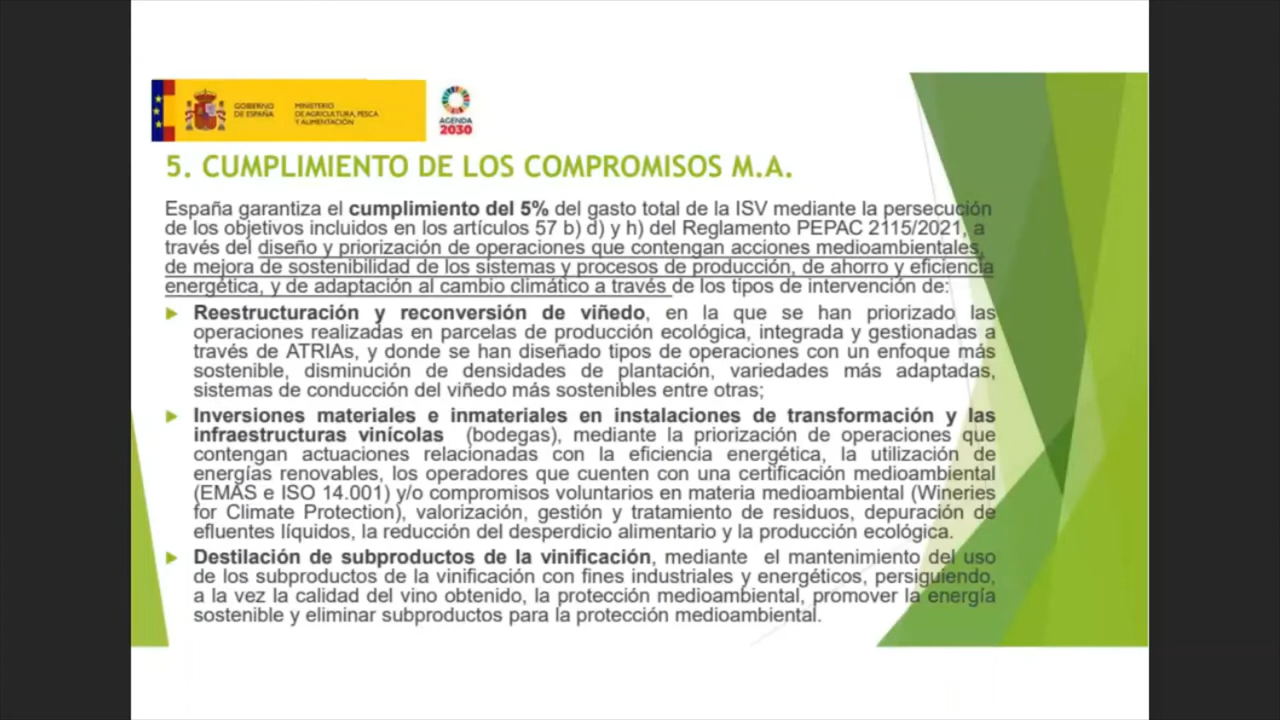 GOBIERNO
DE ESPAÑA
MINISTERIO
DE AGRICULTURA, PESCA
Y ALIMENTACIÓN
AGENDA
2030
5. CUMPLIMIENTO DE LOS COMPROMISOS M.A.
España garantiza el cumplimiento del 5% del gasto total de la ISV mediante la persecución
de los objetivos incluidos en los artículos 57 b) d) y h) del Reglamento PEPAC 2115/2021, a
través del diseño y priorización de operaciones que contengan acciones medioambientales,
de mejora de sostenibilidad de los sistemas y procesos de producción, de ahorro y eficiencia
energética, y de adaptación al cambio climático a través de los tipos de intervención de:
Reestructuración y reconversión de viñedo, en la que se han priorizado las
operaciones realizadas en parcelas de producción ecológica, integrada y gestionadas a
través de ATRIAs, y donde se han diseñado tipos de operaciones con un enfoque más
sostenible, disminución de densidades de plantación, variedades más adaptadas,
sistemas de conducción del viñedo más sostenibles entre otras;
Inversiones materiales e inmateriales en instalaciones de transformación y las
infraestructuras vinícolas (bodegas), mediante la priorización de operaciones que
contengan actuaciones relacionadas con la eficiencia energética, la utilización de
energías renovables, los operadores que cuenten con una certificación medioambiental
(EMAS e ISO 14.001) y/o compromisos voluntarios en materia medioambiental (Wineries
for Climate Protection), valorización, gestión y tratamiento de residuos, depuración de
efluentes líquidos, la reducción del desperdicio alimentario y la producción ecológica.
Destilación de subproductos de la vinificación, mediante el mantenimiento del uso
de los subproductos de la vinificación con fines industriales y energéticos, persiguiendo,
a la vez la calidad del vino obtenido, la protección medioambiental, promover la energía
sostenible y eliminar subproductos para la protección medioambiental.